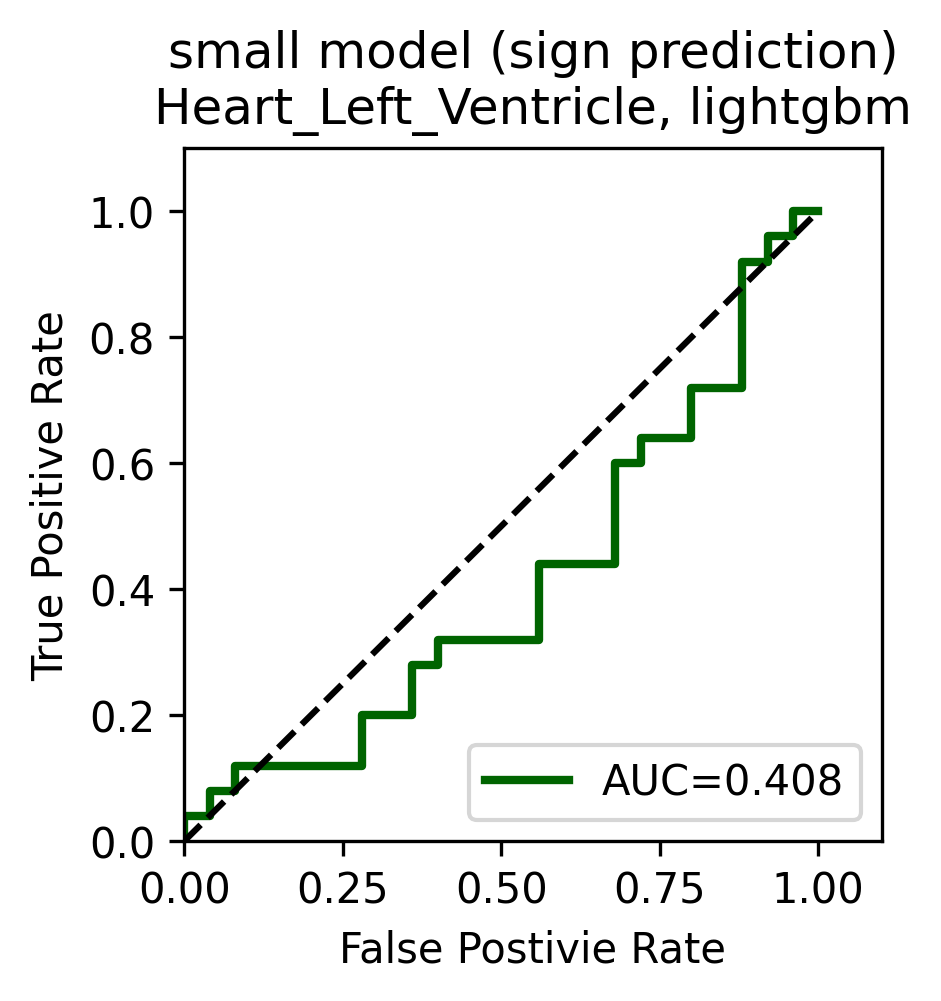 small model (sign prediction)
Heart_Left_Ventricle, lightgbm
1.0
0.8
0.6
0.4
0.2
0.0
True Positive Rate
AUC=0.408
0.00 0.25 0.50 0.75 1.00
False Postivie Rate